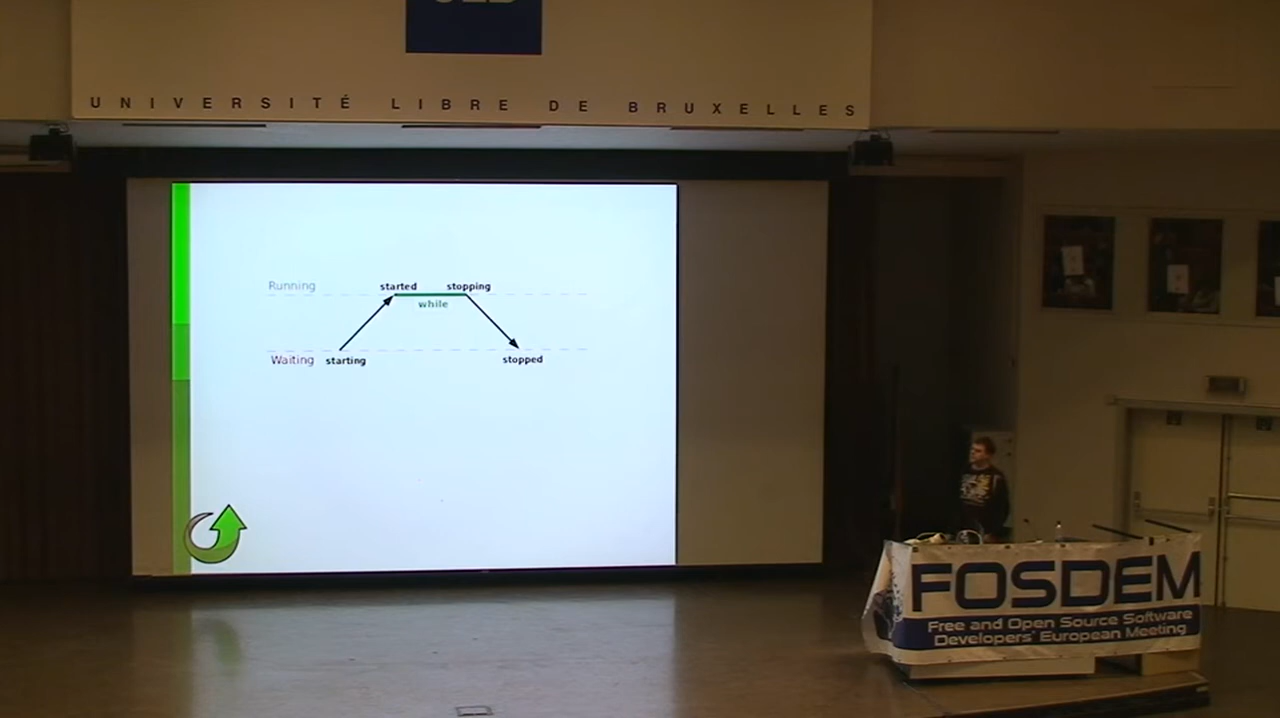 UNIVERSITÉ LIBRE DE BRUXELLES
Running
started
stopping
while
Waiting
starting
stopped
FOSDEM
Free and Open Source Software
Developers' European Meeting